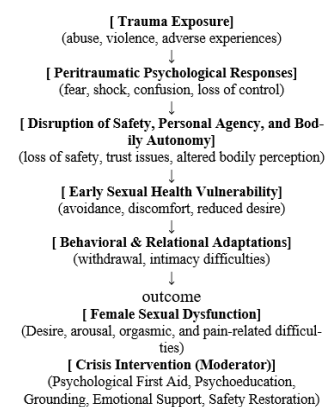 [ Trauma Exposure]
(abuse, violence, adverse experiences)
↓
[ Peritraumatic Psychological Responses]
(fear, shock, confusion, loss of control)
↓
[ Disruption of Safety, Personal Agency, and Bod-
ily Autonomy]
(loss of safety, trust issues, altered bodily perception)
↓
[ Early Sexual Health Vulnerability]
(avoidance, discomfort, reduced desire)
↓
[ Behavioral & Relational Adaptations]
(withdrawal, intimacy difficulties)
↓
outcome
[ Female Sexual Dysfunction]
(Desire, arousal, orgasmic, and pain-related difficul-
ties)
[ Crisis Intervention (Moderator)]
(Psychological First Aid, Psychoeducation,
Grounding, Emotional Support, Safety Restoration)